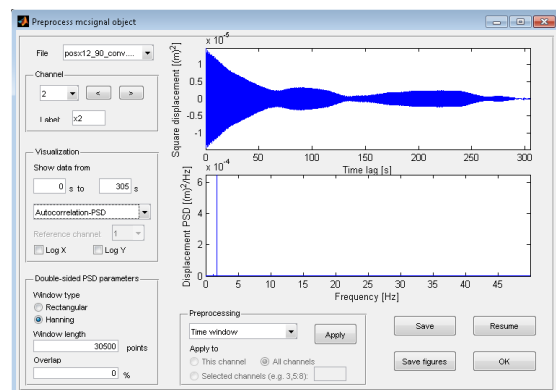 Preprocess mcsignal object
File posx12_90_conv....
Channel
2 < >
Label: x2
Visualization
Show data from
0 s to 305 s
Autocorrelation-PSD
Reference channel: 1
Log X Log Y
Double-sided PSD parameters
Window type
Rectangular
Hanning
Window length
30500 points
Overlap
0 %
x 10^-5
Square displacement [(m)^2]
1
0.5
0
-0.5
-1
0 50 100 150 200 250 300
Time lag [s]
x 10^-4
Displacement PSD [(m)^2/Hz]
6
4
2
0
0 5 10 15 20 25 30 35 40 45
Frequency [Hz]
Preprocessing
Time window Apply
Apply to
This channel All channels
Selected channels (e.g. 3,5:8):
Save Resume
Save figures OK